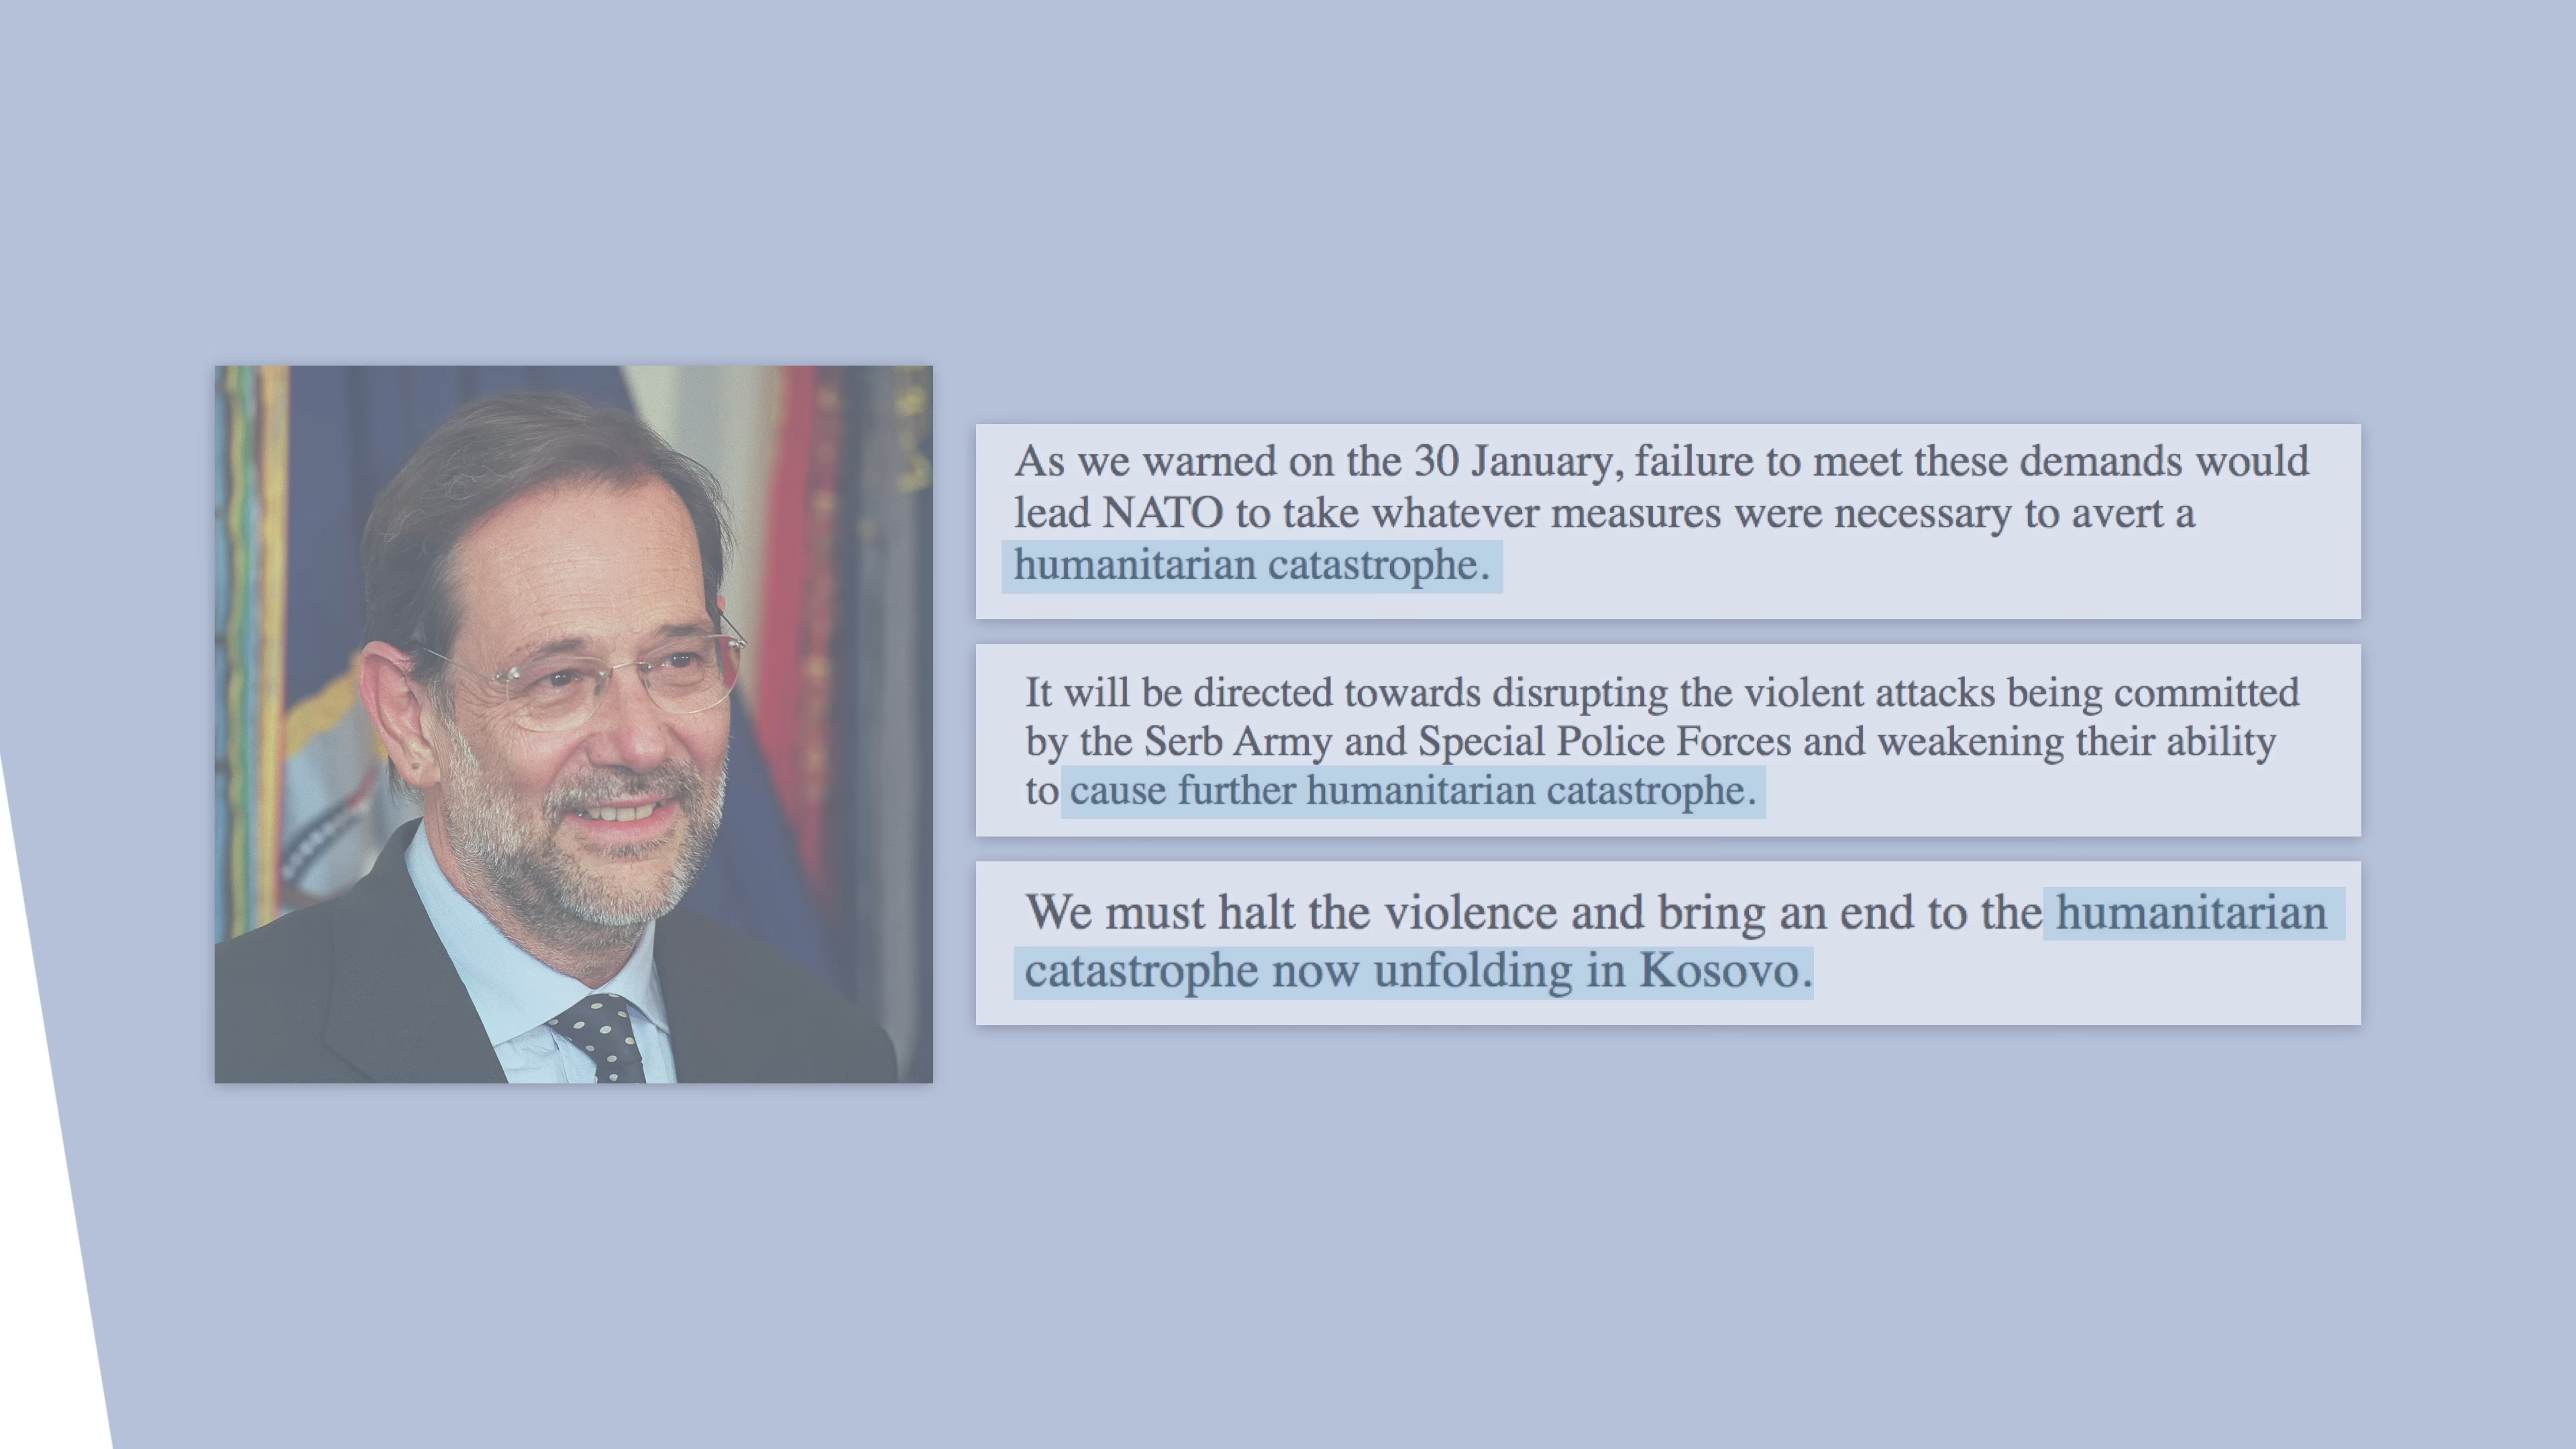 As we warned on the 30 January, failure to meet these demands would
lead NATO to take whatever measures were necessary to avert a
humanitarian catastrophe.
It will be directed towards disrupting the violent attacks being committed
by the Serb Army and Special Police Forces and weakening their ability
to cause further humanitarian catastrophe.
We must halt the violence and bring an end to the humanitarian
catastrophe now unfolding in Kosovo.